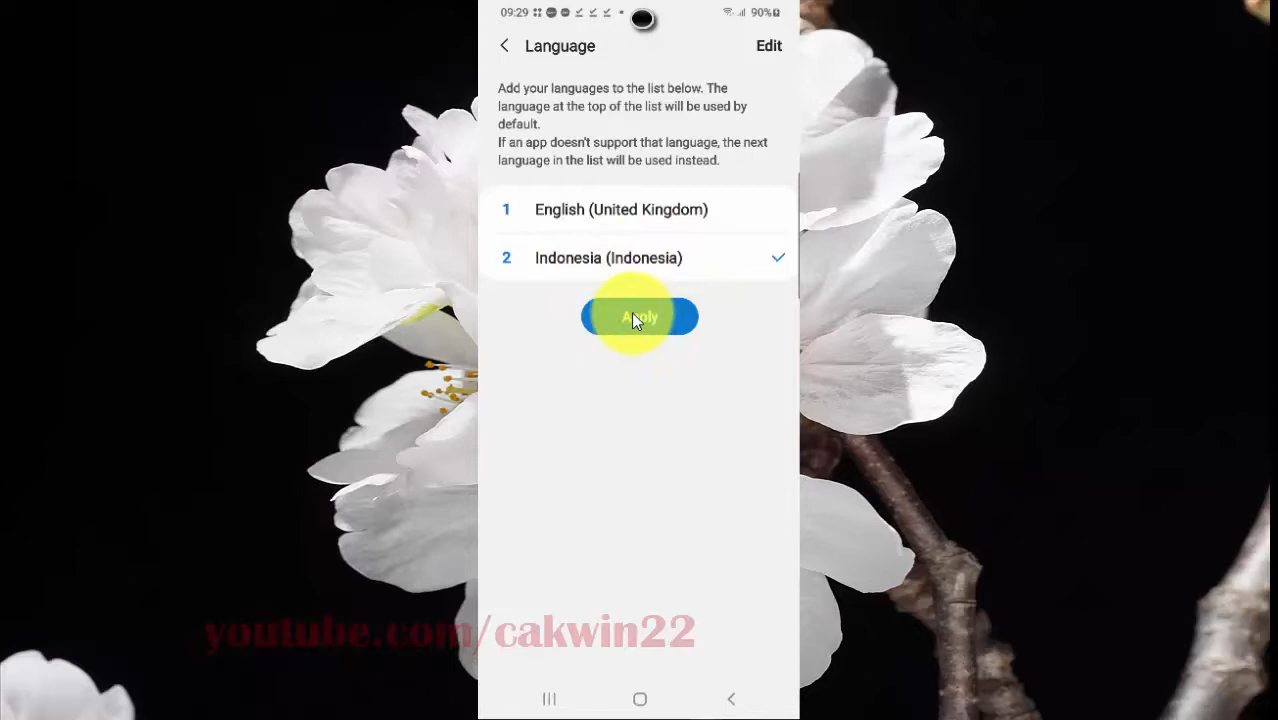 09:29
90%
Language
Edit
Add your languages to the list below. The
language at the top of the list will be used by
default.
If an app doesn't support that language, the next
language in the list will be used instead.
1 English (United Kingdom)
2 Indonesia (Indonesia)
Apply
youtube.com/cakwin22